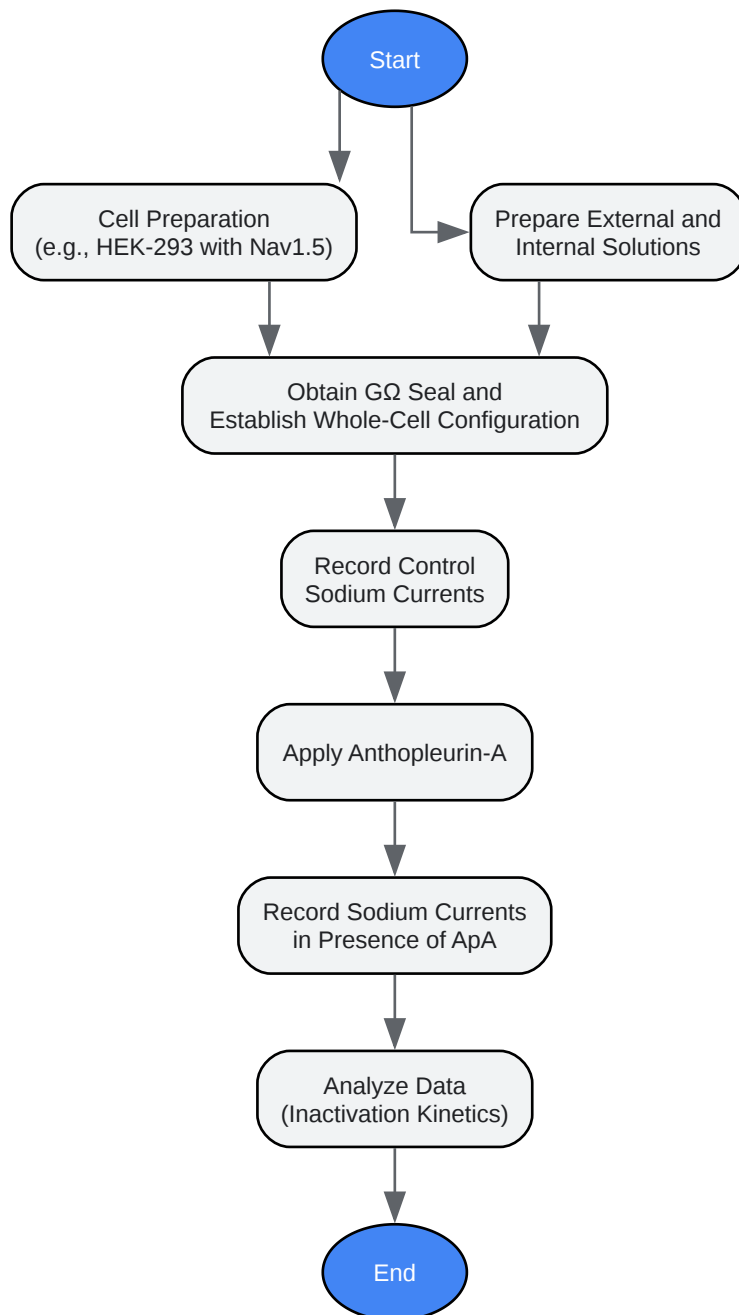 Start
Cell Preparation
(e.g., HEK-293 with Nav1.5)
Prepare External and
Internal Solutions
Obtain GΩ Seal and
Establish Whole-Cell Configuration
Record Control
Sodium Currents
Apply Anthopleurin-A
Record Sodium Currents
in Presence of ApA
Analyze Data
(Inactivation Kinetics)
End